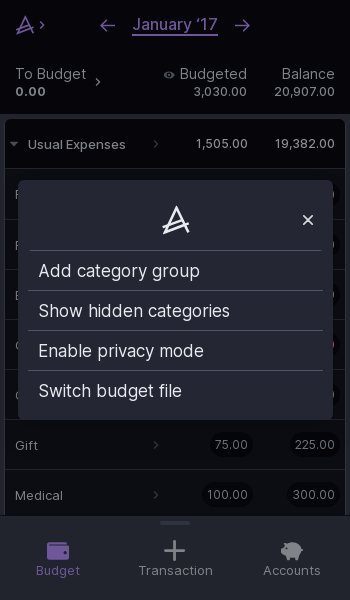 January ‘17
To Budget
Budgeted
Balance
0.00
3,030.00
20,907.00
Usual Expenses
1,505.00
19,382.00
Add category group
Show hidden categories
Enable privacy mode
Switch budget file
Gift
75.00
225.00
Medical
100.00
300.00
Budget
Transaction
Accounts